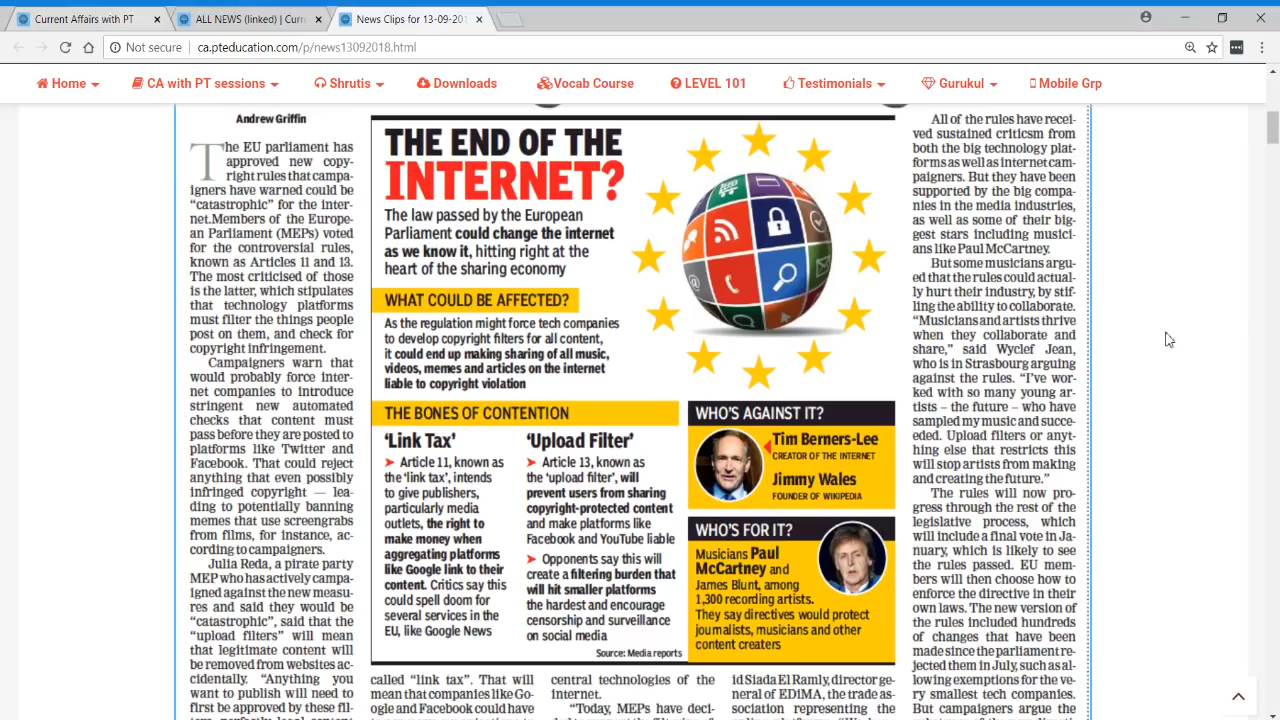 Current Affairs with PT
ALL NEWS (linked) | Curr
News Clips for 13-09-201
Not secure
ca.pteducation.com/p/news13092018.html
Home
CA with PT sessions
Shrutis
Downloads
Vocab Course
LEVEL 101
Testimonials
Gurukul
Mobile Grp
Andrew Griffin
The EU parliament has
approved new copy-
right rules that campa-
igners have warned could be
“catastrophic” for the inter-
net.Members of the Europe-
an Parliament (MEPs) voted
for the controversial rules,
known as Articles 11 and 13.
The most criticised of those
is the latter, which stipulates
that technology platforms
must filter the things people
post on them, and check for
copyright infringement.
Campaigners warn that
would probably force inter-
net companies to introduce
stringent new automated
checks that content must
pass before they are posted to
platforms like Twitter and
Facebook. That could reject
anything that even possibly
infringed copyright — lea-
ding to potentially banning
memes that use screengrabs
from films, for instance, ac-
cording to campaigners.
Julia Reda, a pirate party
MEP who has actively campa-
igned against the new measu-
res and said they would be
“catastrophic”, said that the
“upload filters” will mean
that legitimate content will
be removed from websites ac-
cidentally. “Anything you
want to publish will need to
first be approved by these fil-
THE END OF THE
INTERNET?
The law passed by the European
Parliament could change the internet
as we know it, hitting right at the
heart of the sharing economy
WHAT COULD BE AFFECTED?
As the regulation might force tech companies
to develop copyright filters for all content,
it could end up making sharing of all music,
videos, memes and articles on the internet
liable to copyright violation
THE BONES OF CONTENTION
‘Link Tax’
Article 11, known as
the ‘link tax’, intends
to give publishers,
particularly media
outlets, the right to
make money when
aggregating platforms
like Google link to their
content. Critics say this
could spell doom for
several services in the
EU, like Google News
‘Upload Filter’
Article 13, known as
the ‘upload filter’, will
prevent users from sharing
copyright-protected content
and make platforms like
Facebook and YouTube liable
Opponents say this will
create a filtering burden that
will hit smaller platforms
the hardest and encourage
censorship and surveillance
on social media
Source: Media reports
WHO’S AGAINST IT?
Tim Berners-Lee
CREATOR OF THE INTERNET
Jimmy Wales
FOUNDER OF WIKIPEDIA
WHO’S FOR IT?
Musicians Paul
McCartney and
James Blunt, among
1,300 recording artists.
They say directives would protect
journalists, musicians and other
content creators
called “link tax”. That will
mean that companies like Go-
ogle and Facebook could have
central technologies of the
internet.
“Today, MEPs have deci-
id Siada El Ramly, director ge-
neral of EDiMA, the trade as-
sociation representing the
All of the rules have recei-
ved sustained criticsm from
both the big technology plat-
forms as well as internet cam-
paigners. But they have been
supported by the big compa-
nies in the media industries,
as well as some of their big-
gest stars including musici-
ans like Paul McCartney.
But some musicians argu-
ed that the rules could actual-
ly hurt their industry, by stif-
ling the ability to collaborate.
“Musicians and artists thrive
when they collaborate and
share,” said Wyclef Jean,
who is in Strasbourg arguing
against the rules. “I’ve wor-
ked with so many young ar-
tists – the future – who have
sampled my music and succe-
eded. Upload filters or anyt-
hing else that restricts this
will stop artists from making
and creating the future.”
The rules will now pro-
gress through the rest of the
legislative process, which
will include a final vote in Ja-
nuary, which is likely to see
the rules passed. EU mem-
bers will then choose how to
enforce the directive in their
own laws. The new version of
the rules included hundreds
of changes that have been
made since the parliament re-
jected them in July, such as al-
lowing exemptions for the ve-
ry smallest tech companies.
But campaigners argue the